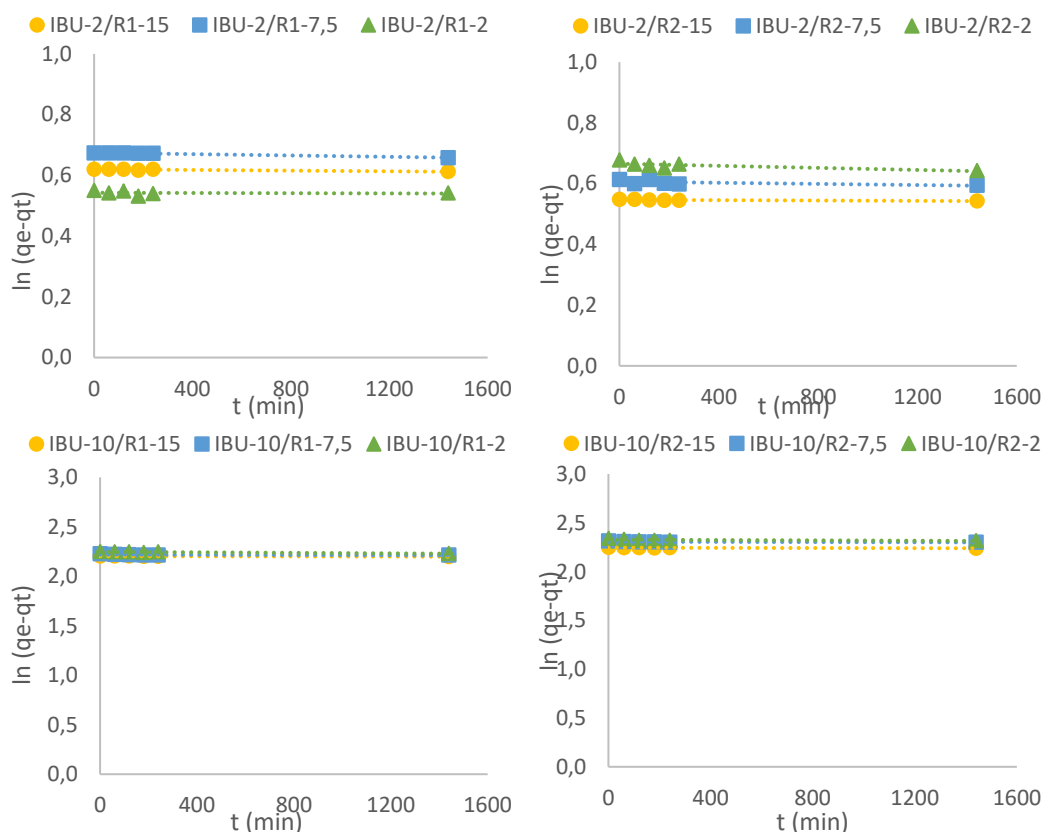 IBU-2/R1-15 IBU-2/R1-7,5 IBU-2/R1-2
1,0
0,8
0,6
0,4
0,2
0,0
ln (qe-qt)
0 400 800 1200 1600
t (min)
IBU-2/R2-15 IBU-2/R2-7,5 IBU-2/R2-2
1,0
0,8
0,6
0,4
0,2
0,0
ln (qe-qt)
0 400 800 1200 1600
t (min)
IBU-10/R1-15 IBU-10/R1-7,5 IBU-10/R1-2
3,0
2,5
2,0
1,5
1,0
0,5
0,0
ln (qe-qt)
0 400 800 1200 1600
t (min)
IBU-10/R2-15 IBU-10/R2-7,5 IBU-10/R2-2
3,0
2,5
2,0
1,5
1,0
0,5
0,0
ln (qe-qt)
0 400 800 1200 1600
t (min)